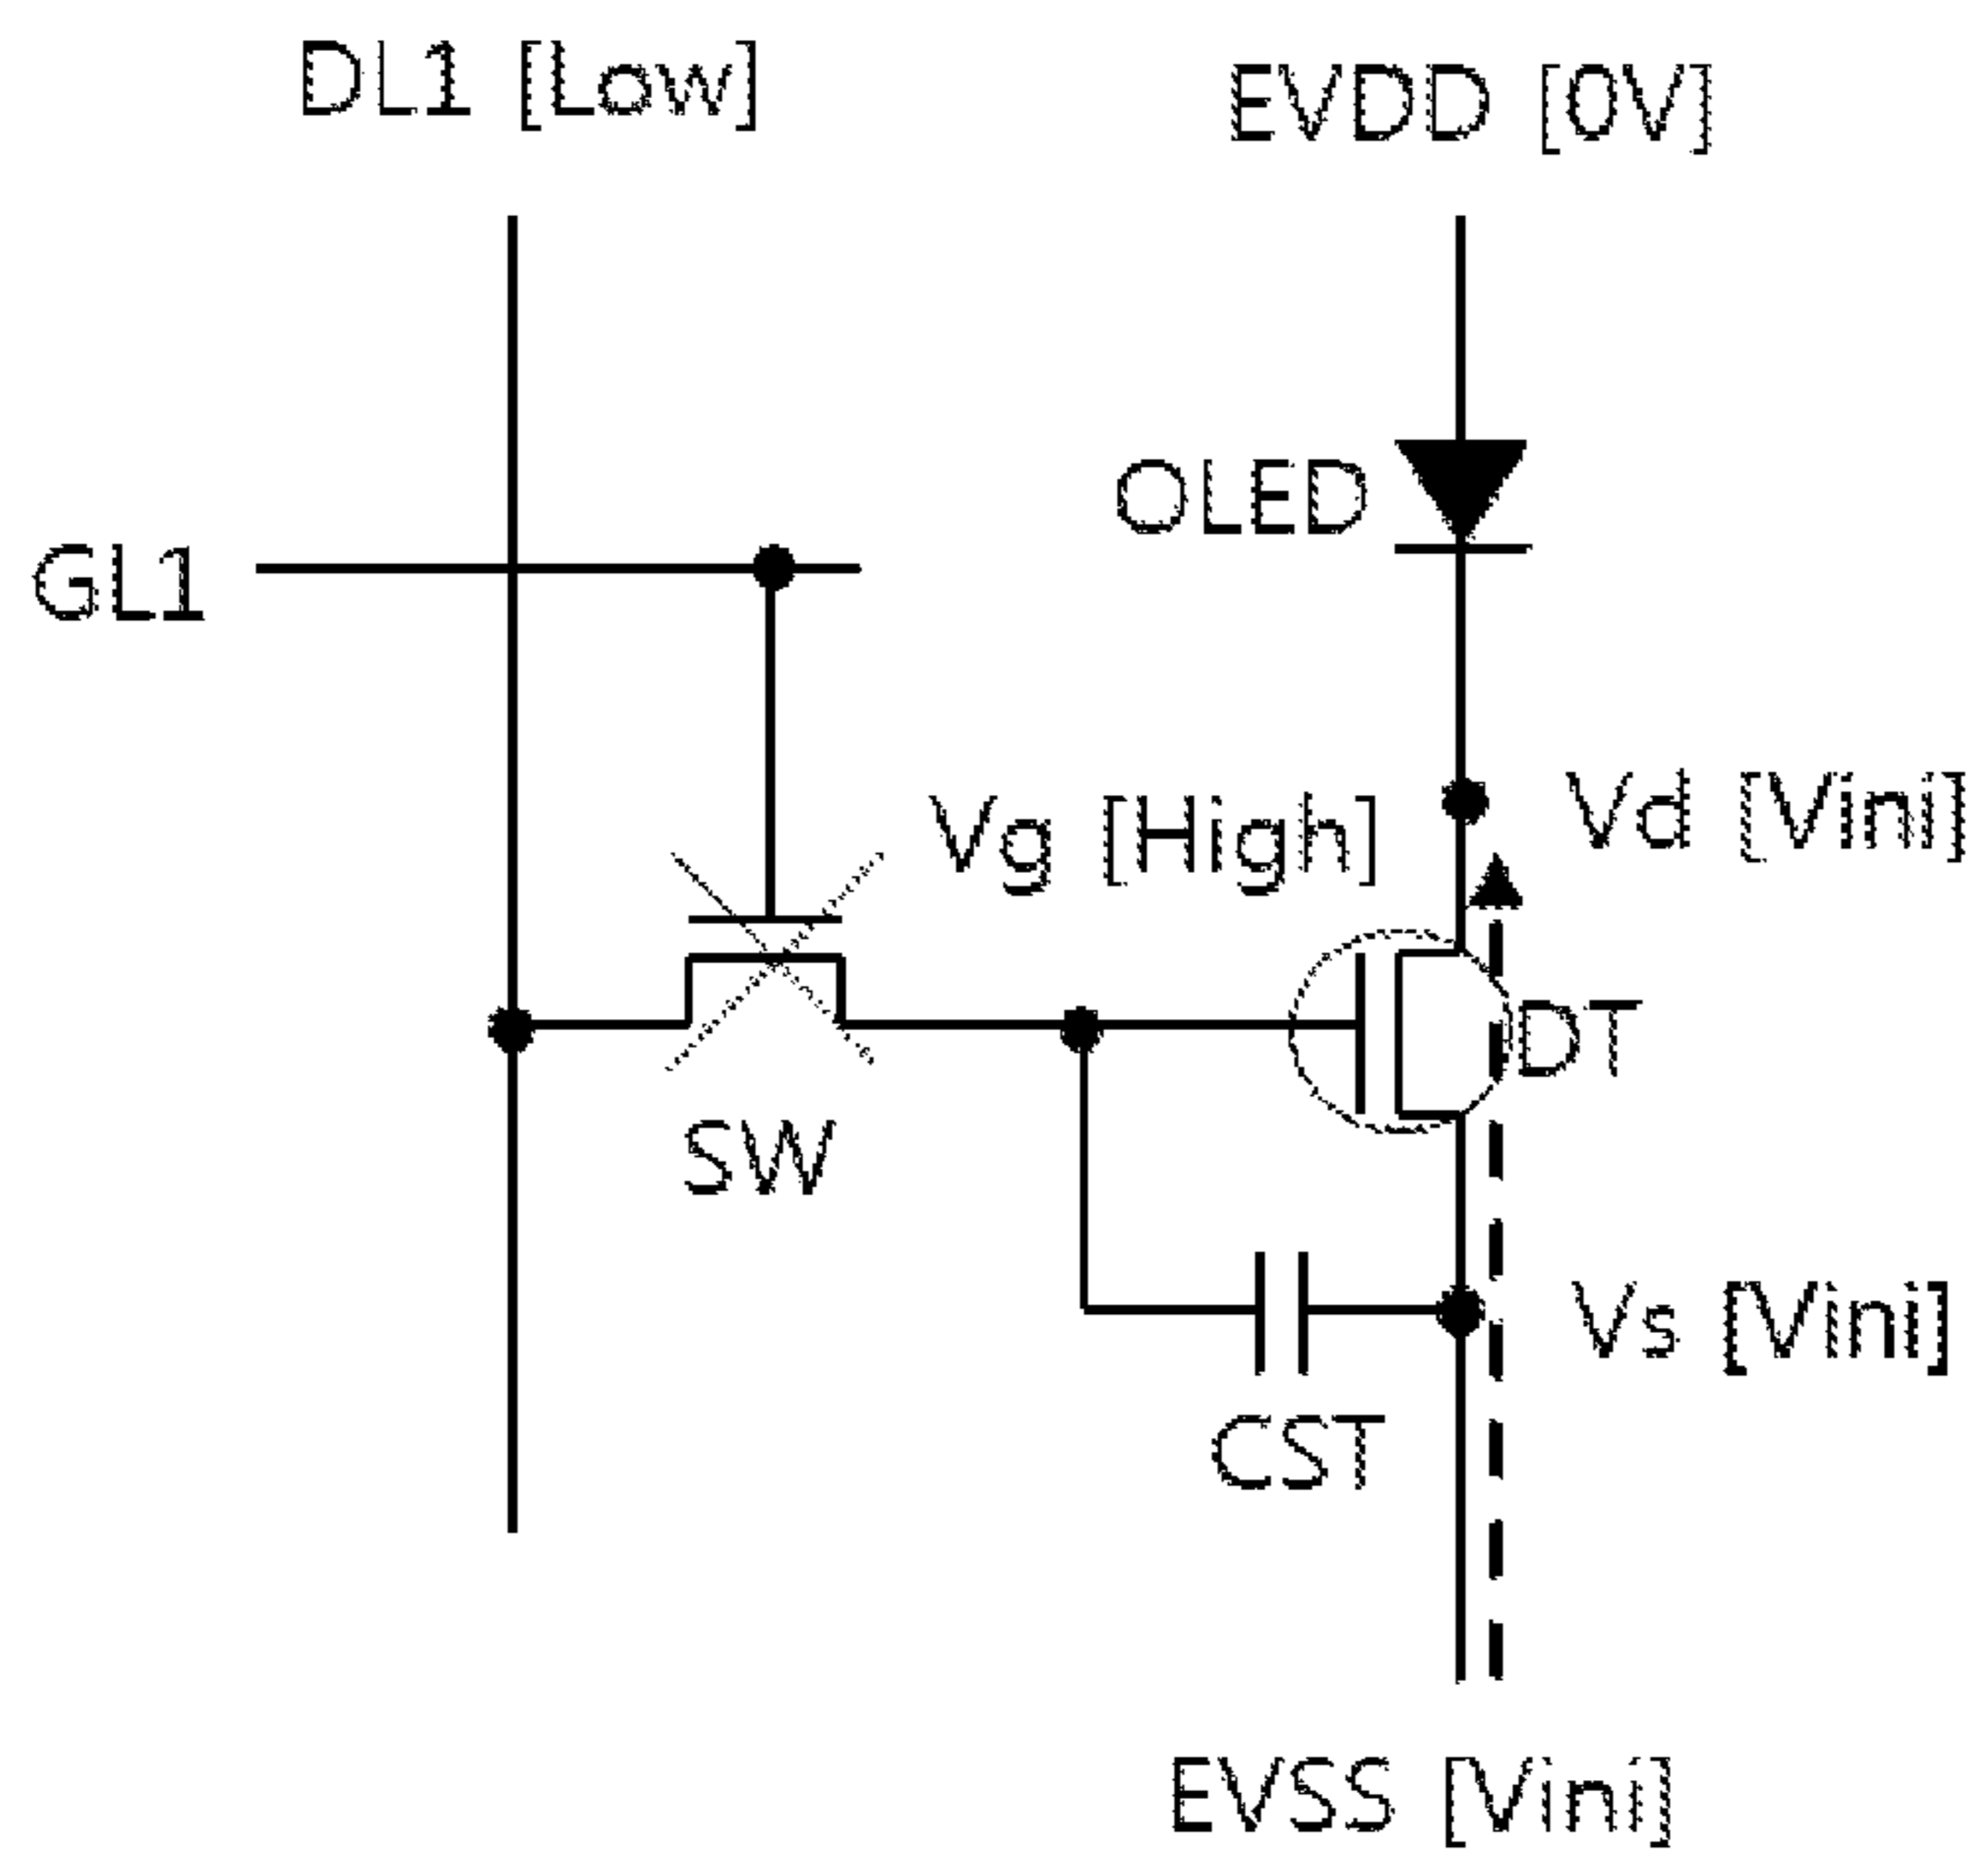 DL1 [Low]
EVDD [0V]
OLED
GL1
Vg [High]
Vd [Vini]
DT
SW
Vs [Vini]
CST
EVSS [Vini]